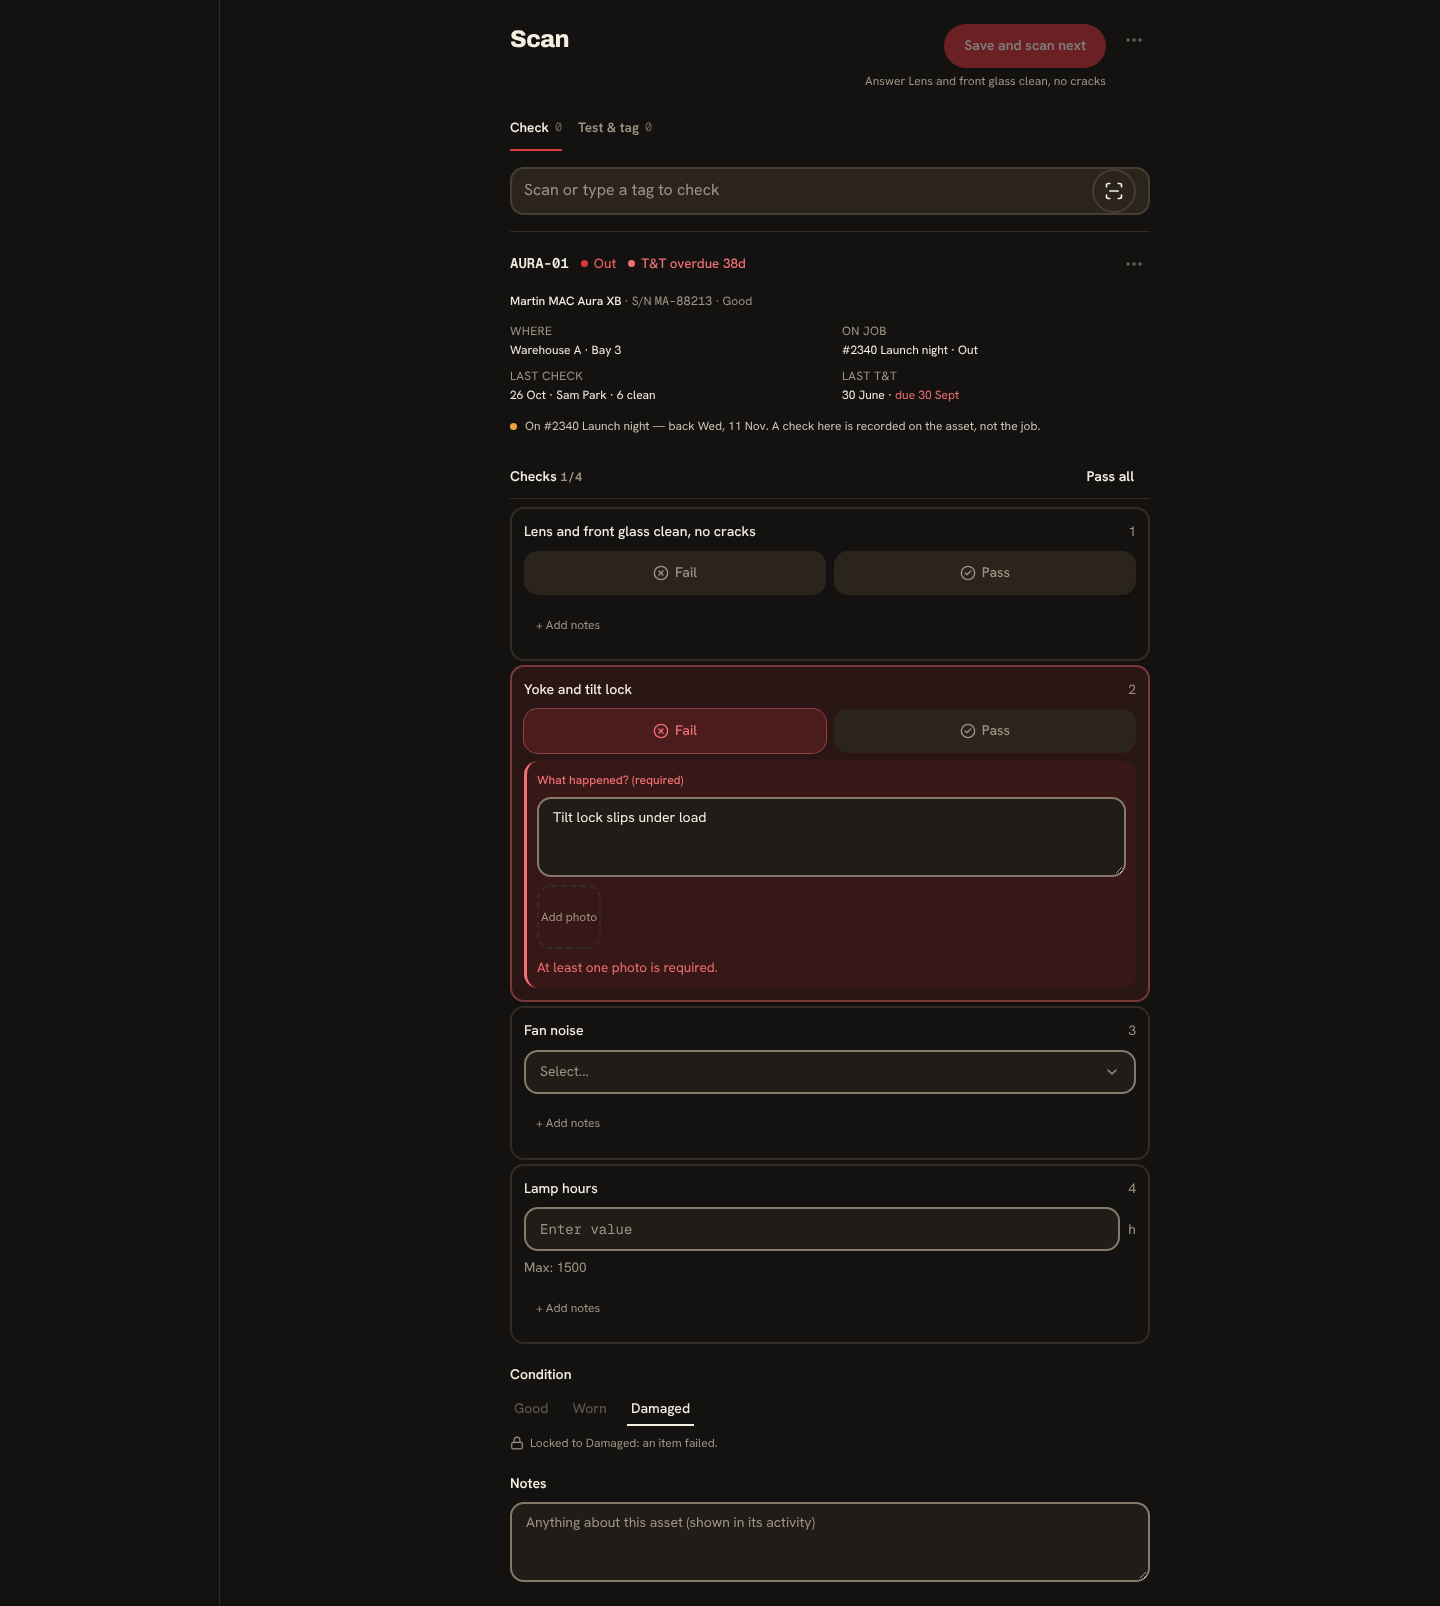 Scan
Save and scan next
Answer Lens and front glass clean, no cracks
Check 0
Test & tag 0
Scan or type a tag to check
AURA-01
Out
T&T overdue 38d
Martin MAC Aura XB · S/N MA-88213 · Good
WHERE
Warehouse A · Bay 3
ON JOB
#2340 Launch night · Out
LAST CHECK
26 Oct · Sam Park · 6 clean
LAST T&T
30 June · due 30 Sept
On #2340 Launch night — back Wed, 11 Nov. A check here is recorded on the asset, not the job.
Checks 1/4
Pass all
Lens and front glass clean, no cracks
1
Fail
Pass
+ Add notes
Yoke and tilt lock
2
Fail
Pass
What happened? (required)
Tilt lock slips under load
Add photo
At least one photo is required.
Fan noise
3
Select...
+ Add notes
Lamp hours
4
Enter value
h
Max: 1500
+ Add notes
Condition
Good
Worn
Damaged
Locked to Damaged: an item failed.
Notes
Anything about this asset (shown in its activity)